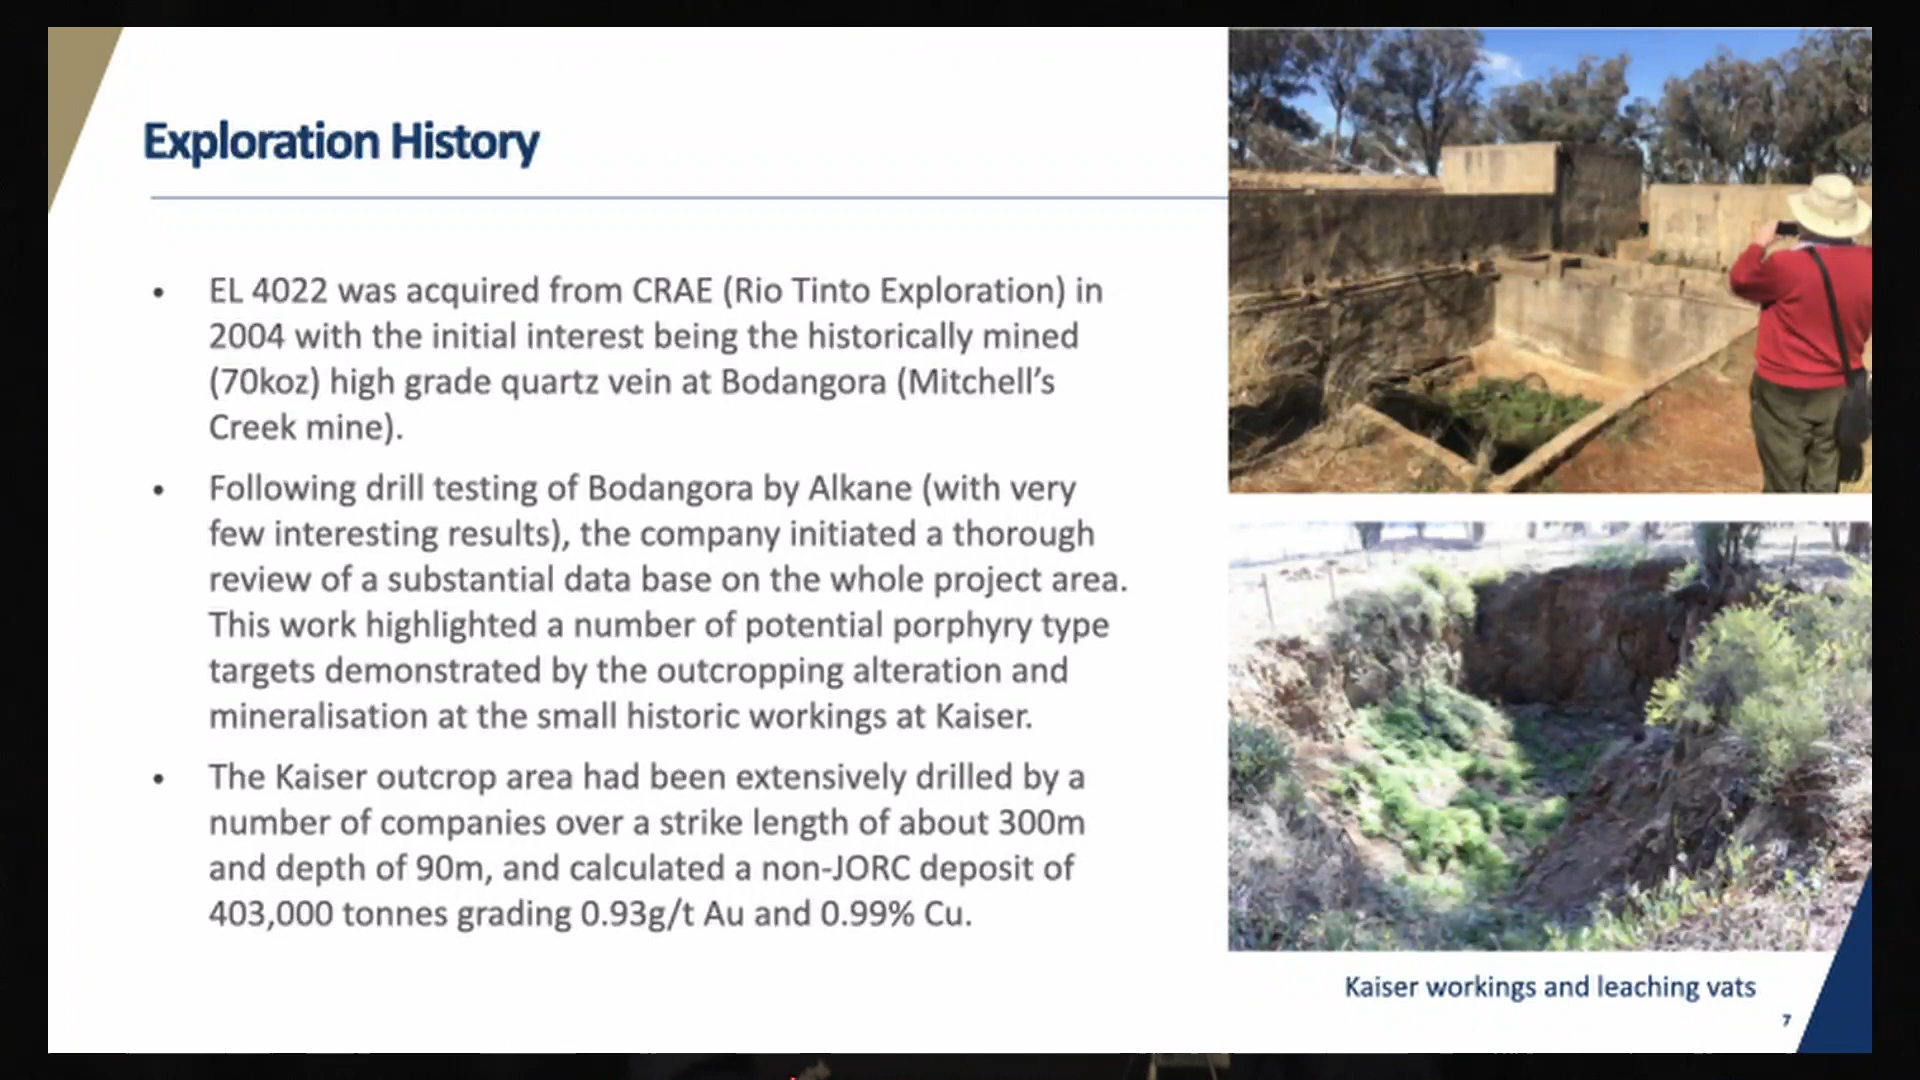 Exploration History
• EL 4022 was acquired from CRAE (Rio Tinto Exploration) in
2004 with the initial interest being the historically mined
(70koz) high grade quartz vein at Bodangora (Mitchell's
Creek mine).
• Following drill testing of Bodangora by Alkane (with very
few interesting results), the company initiated a thorough
review of a substantial data base on the whole project area.
This work highlighted a number of potential porphyry type
targets demonstrated by the outcropping alteration and
mineralisation at the small historic workings at Kaiser.
• The Kaiser outcrop area had been extensively drilled by a
number of companies over a strike length of about 300m
and depth of 90m, and calculated a non-JORC deposit of
403,000 tonnes grading 0.93g/t Au and 0.99% Cu.
Kaiser workings and leaching vats
7